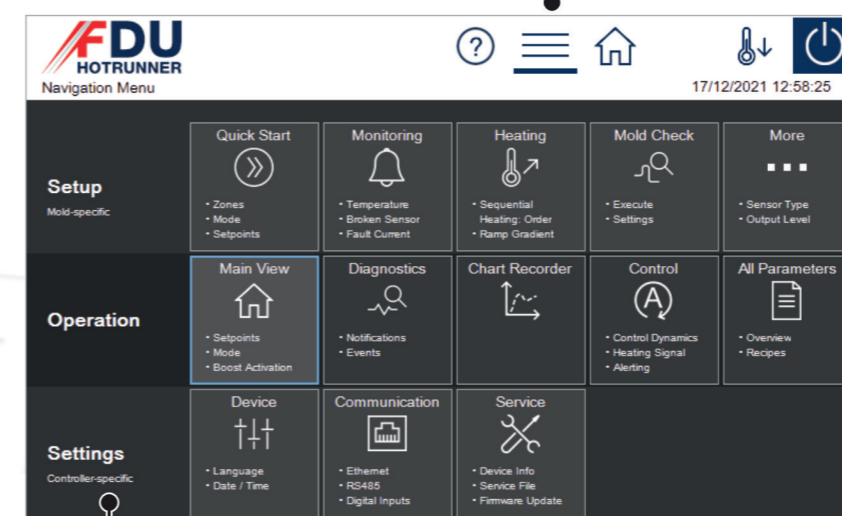 FDU
HOTRUNNER
Navigation Menu
?
17/12/2021 12:58:25
Setup
Mold-specific
Quick Start
• Zones
• Mode
• Setpoints
Monitoring
• Temperature
• Broken Sensor
• Fault Current
Heating
• Sequential
Heating: Order
• Ramp Gradient
Mold Check
• Execute
• Settings
More
• Sensor Type
• Output Level
Operation
Main View
• Setpoints
• Mode
• Boost Activation
Diagnostics
• Notifications
• Events
Chart Recorder
Control
A
• Control Dynamics
• Heating Signal
• Alerting
All Parameters
• Overview
• Recipes
Settings
Controller-specific
Device
• Language
• Date / Time
Communication
• Ethernet
• RS485
• Digital Inputs
Service
• Device Info
• Service File
• Firmware Update